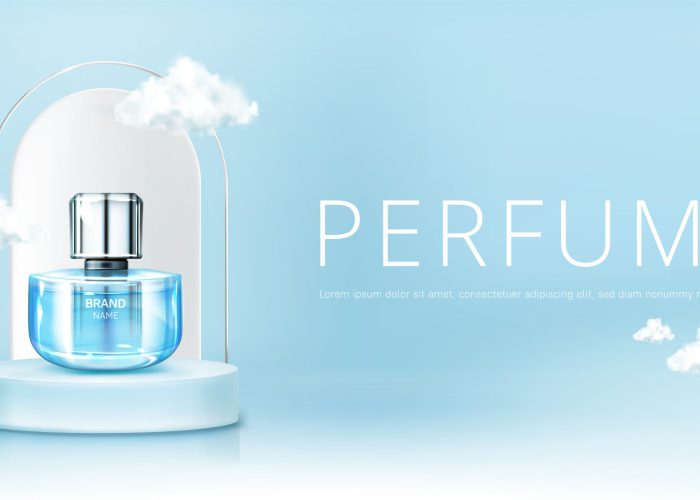 BRAND
NAME
PERFUM
Lorem ipsum dolor sit amet, consectetuer adipiscing elit, sed diam nonummy